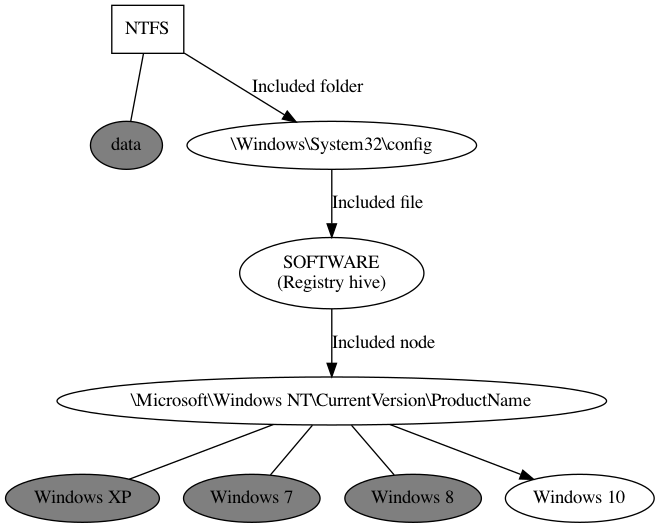 NTFS
Included folder
data
\Windows\System32\config
Included file
SOFTWARE
(Registry hive)
Included node
\Microsoft\Windows NT\CurrentVersion\ProductName
Windows XP
Windows 7
Windows 8
Windows 10